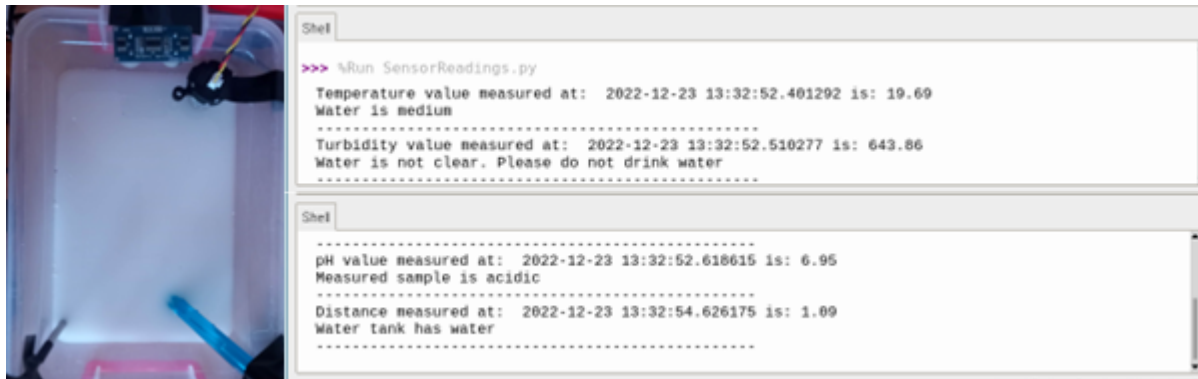 Shell
>>> %Run SensorReadings.py
Temperature value measured at:  2022-12-23 13:32:52.401292 is: 19.69
Water is medium
-------------------------------------------------
Turbidity value measured at:  2022-12-23 13:32:52.510277 is: 643.86
Water is not clear. Please do not drink water
-------------------------------------------------
Shell
-------------------------------------------------
pH value measured at:  2022-12-23 13:32:52.618615 is: 6.95
Measured sample is acidic
-------------------------------------------------
Distance measured at:  2022-12-23 13:32:54.626175 is: 1.09
Water tank has water
-------------------------------------------------